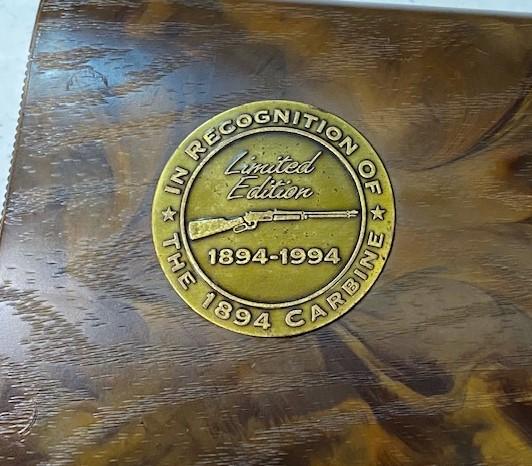 IN RECOGNITION OF
Limited
Edition
1894-1994
THE 1894 CARBINE